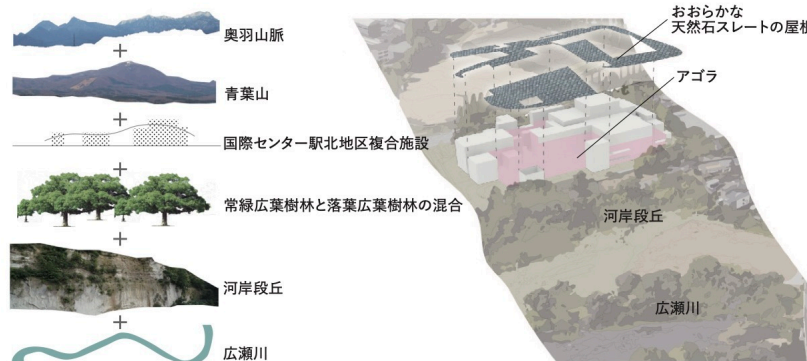 奥羽山脈
+
青葉山
+
国際センター駅北地区複合施設
+
常緑広葉樹林と落葉広葉樹林の混合
+
河岸段丘
+
広瀬川
おおらかな
天然石スレートの屋根
アゴラ
河岸段丘
広瀬川